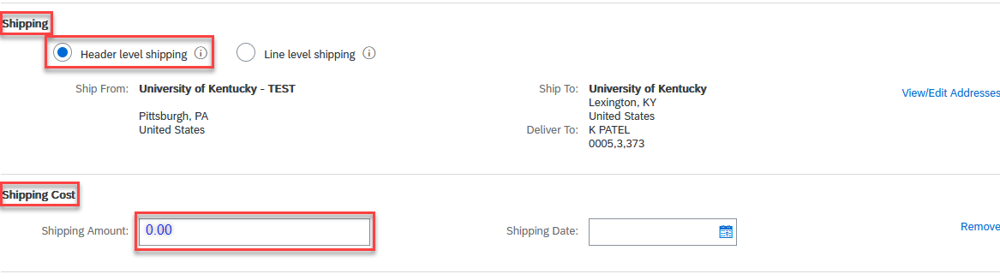 Shipping
Header level shipping
Line level shipping
Ship From: University of Kentucky - TEST
Pittsburgh, PA
United States
Ship To: University of Kentucky
Lexington, KY
United States
Deliver To: K PATEL
0005,3,373
View/Edit Addresses
Shipping Cost
Shipping Amount: 0.00
Shipping Date:
Remove